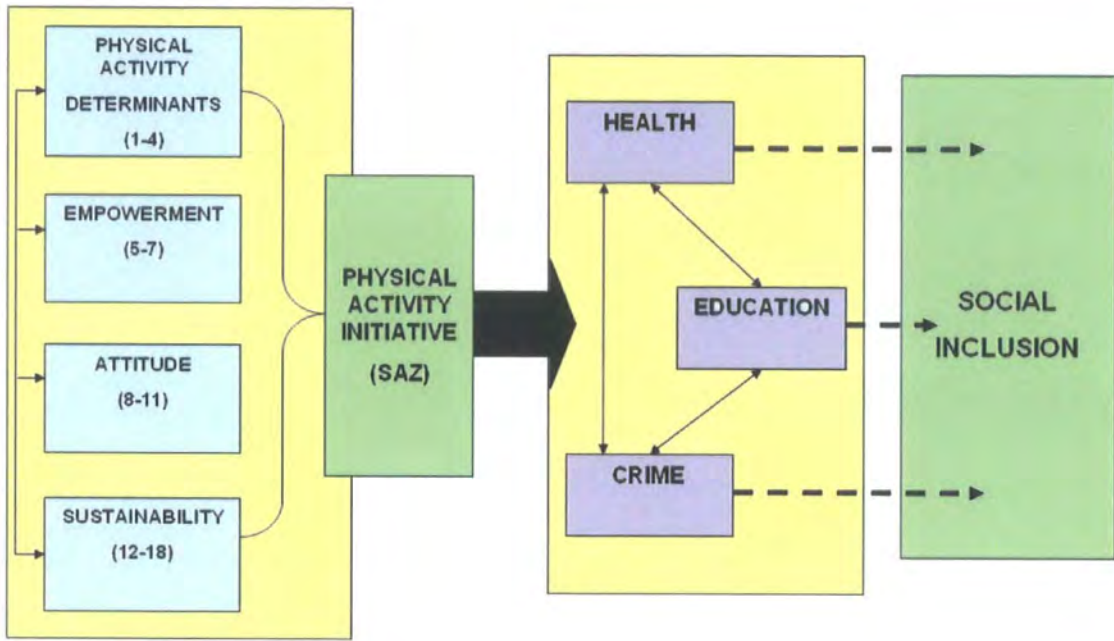 PHYSICAL
ACTIVITY
DETERMINANTS
(1-4)
EMPOWERMENT
(5-7)
ATTITUDE
(8-11)
SUSTAINABILITY
(12-18)
PHYSICAL
ACTIVITY
INITIATIVE
(SAZ)
HEALTH
EDUCATION
CRIME
SOCIAL
INCLUSION